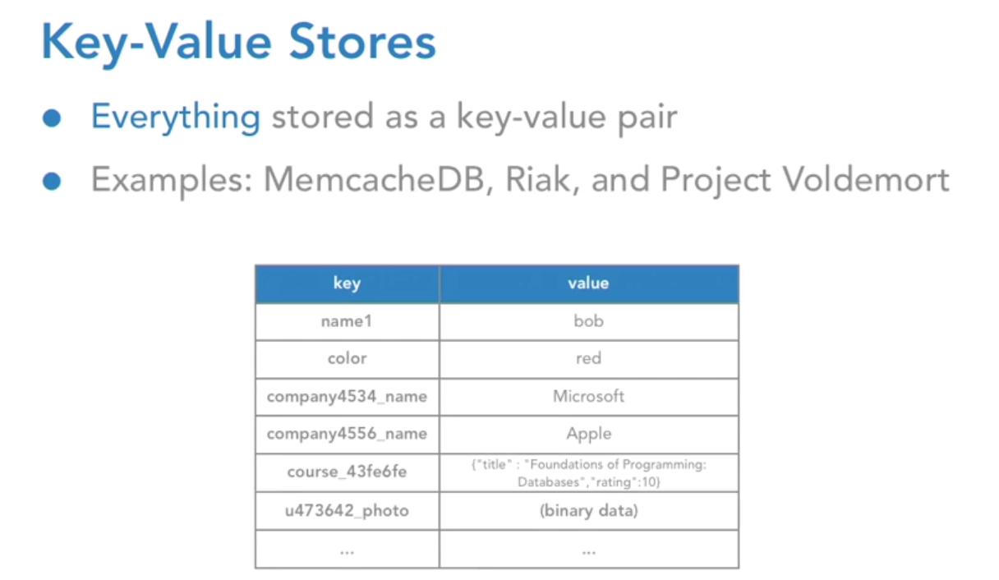 Key-Value Stores
Everything stored as a key-value pair
Examples: MemcacheDB, Riak, and Project Voldemort
key value
name1 bob
color red
company4534_name Microsoft
company4556_name Apple
course_43fe6fe {"title" : "Foundations of Programming:
Databases","rating":10}
u473642_photo (binary data)
... ...